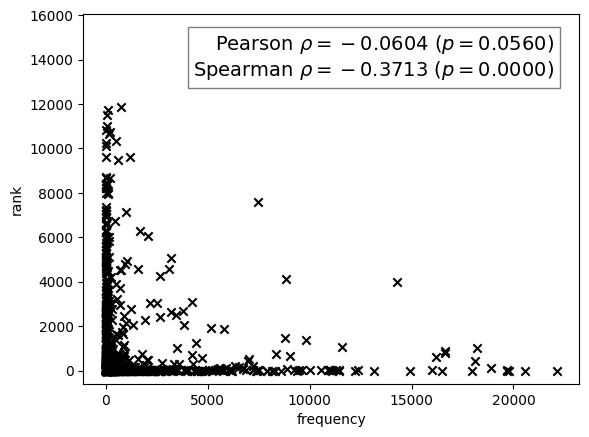 Pearson ρ = −0.0604 (p = 0.0560)
Spearman ρ = −0.3713 (p = 0.0000)
16000
14000
12000
10000
8000
6000
4000
2000
0
rank
0 5000 10000 15000 20000
frequency